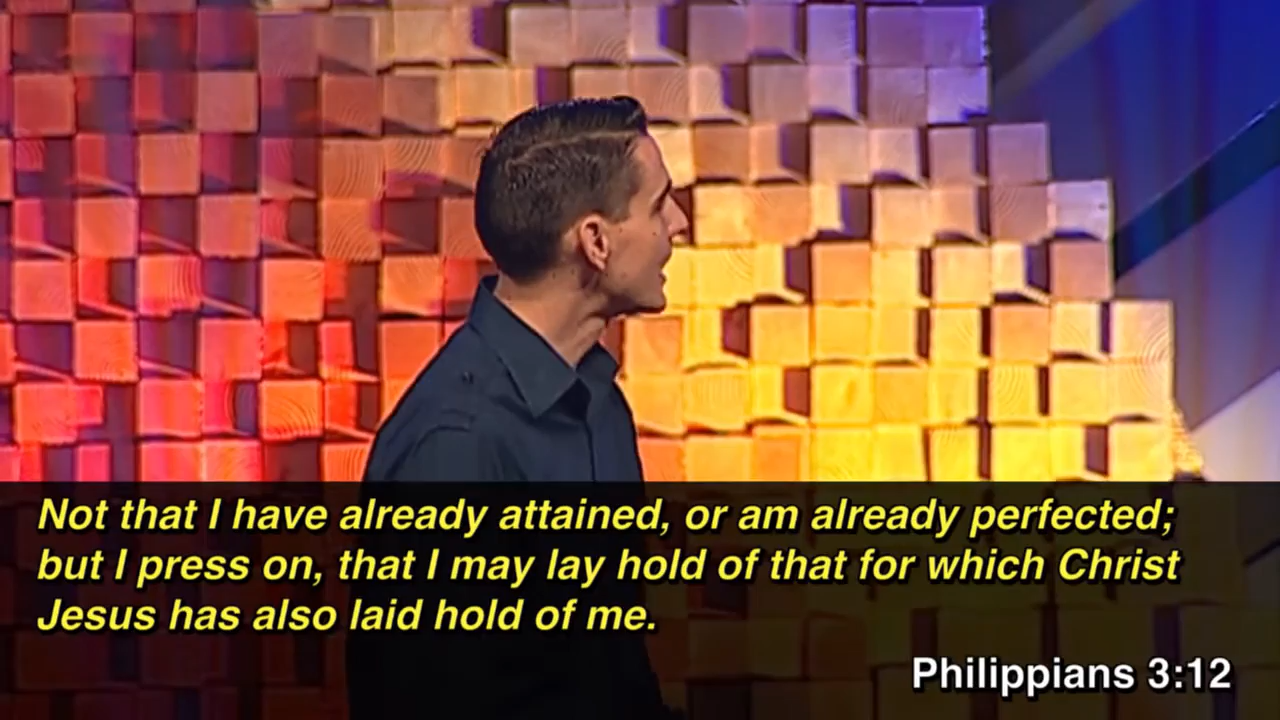 Not that I have already attained, or am already perfected;
but I press on, that I may lay hold of that for which Christ
Jesus has also laid hold of me.
Philippians 3:12